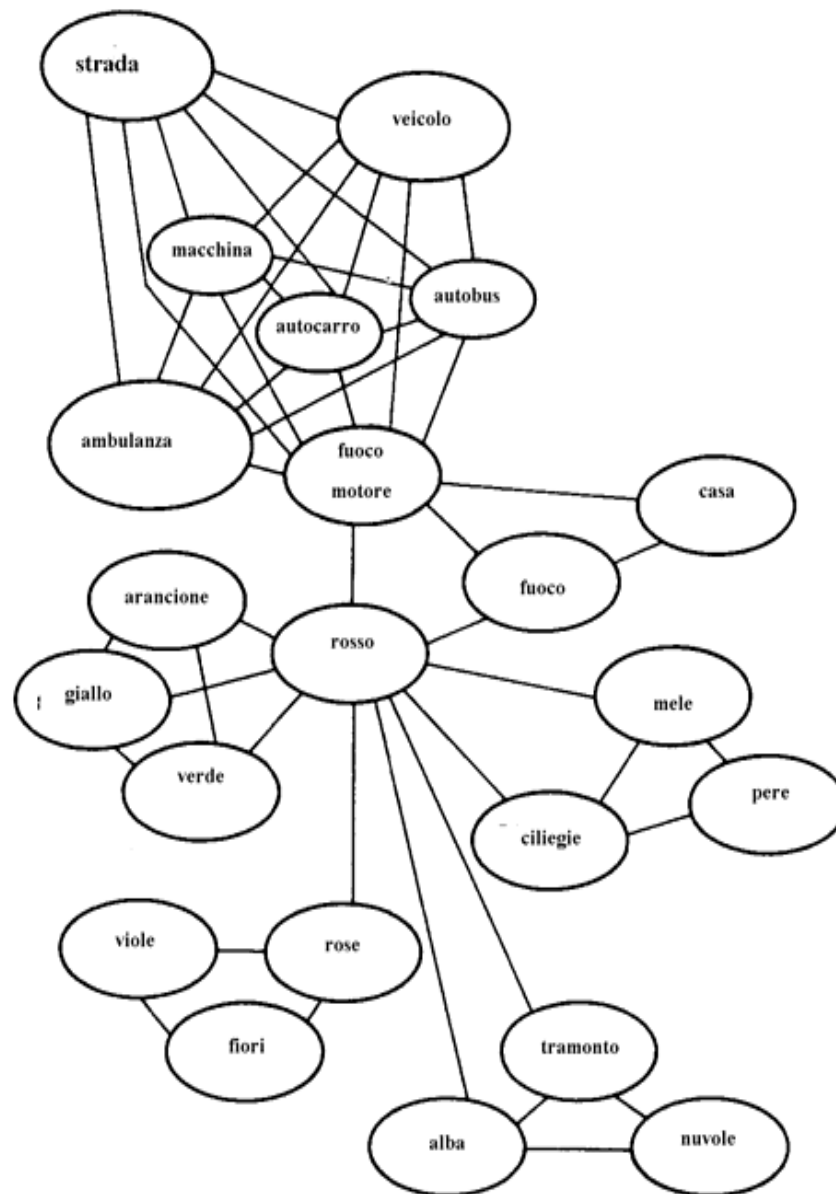 strada
veicolo
macchina
autobus
autocarro
ambulanza
fuoco
motore
casa
fuoco
arancione
rosso
giallo
mele
verde
pere
ciliegie
viole
rose
fiori
tramonto
alba
nuvole